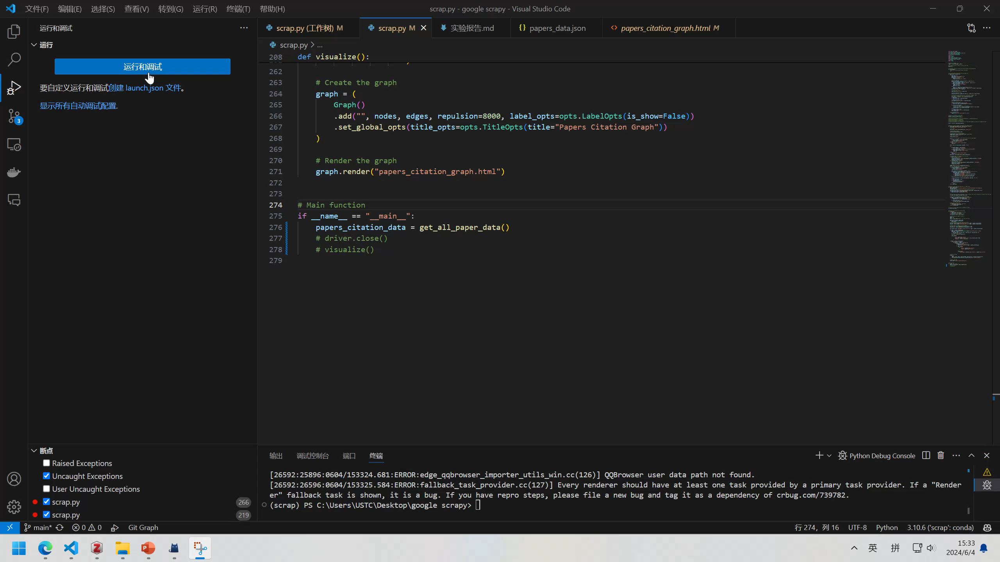 文件(F) 编辑(E) 选择(S) 查看(V) 转到(G) 运行(R) 终端(T) 帮助(H)
scrap.py - google scrapy - Visual Studio Code
运行和调试
运行
运行和调试
要自定义运行和调试创建 launch.json 文件。
显示所有自动调试配置.
3
scrap.py (工作树) M
scrap.py M
实验报告.md
{} papers_data.json
<> papers_citation_graph.html M
scrap.py > ...
208 def visualize():
262
263 # Create the graph
264 graph = (
265 Graph()
266 .add("", nodes, edges, repulsion=8000, label_opts=opts.LabelOpts(is_show=False))
267 .set_global_opts(title_opts=opts.TitleOpts(title="Papers Citation Graph"))
268 )
269
270 # Render the graph
271 graph.render("papers_citation_graph.html")
272
273
274 # Main function
275 if __name__ == "__main__":
276 papers_citation_data = get_all_paper_data()
277 # driver.close()
278 # visualize()
279
断点
Raised Exceptions
Uncaught Exceptions
User Uncaught Exceptions
scrap.py 266
scrap.py 219
输出 调试控制台 端口 终端
Python Debug Console
[26592:25896:0604/153324.681:ERROR:edge_qqbrowser_importer_utils_win.cc(126)] QQBrowser user data path not found.
[26592:26596:0604/153325.584:ERROR:fallback_task_provider.cc(127)] Every renderer should have at least one task provided by a primary task provider. If a "Render
er" fallback task is shown, it is a bug. If you have repro steps, please file a new bug and tag it as a dependency of crbug.com/739782.
(scrap) PS C:\Users\USTC\Desktop\google scrapy>
main* 0 0 Git Graph
行 274，列 16 UTF-8 Python 3.10.6 ('scrap': conda)
英 拼
15:33
2024/6/4